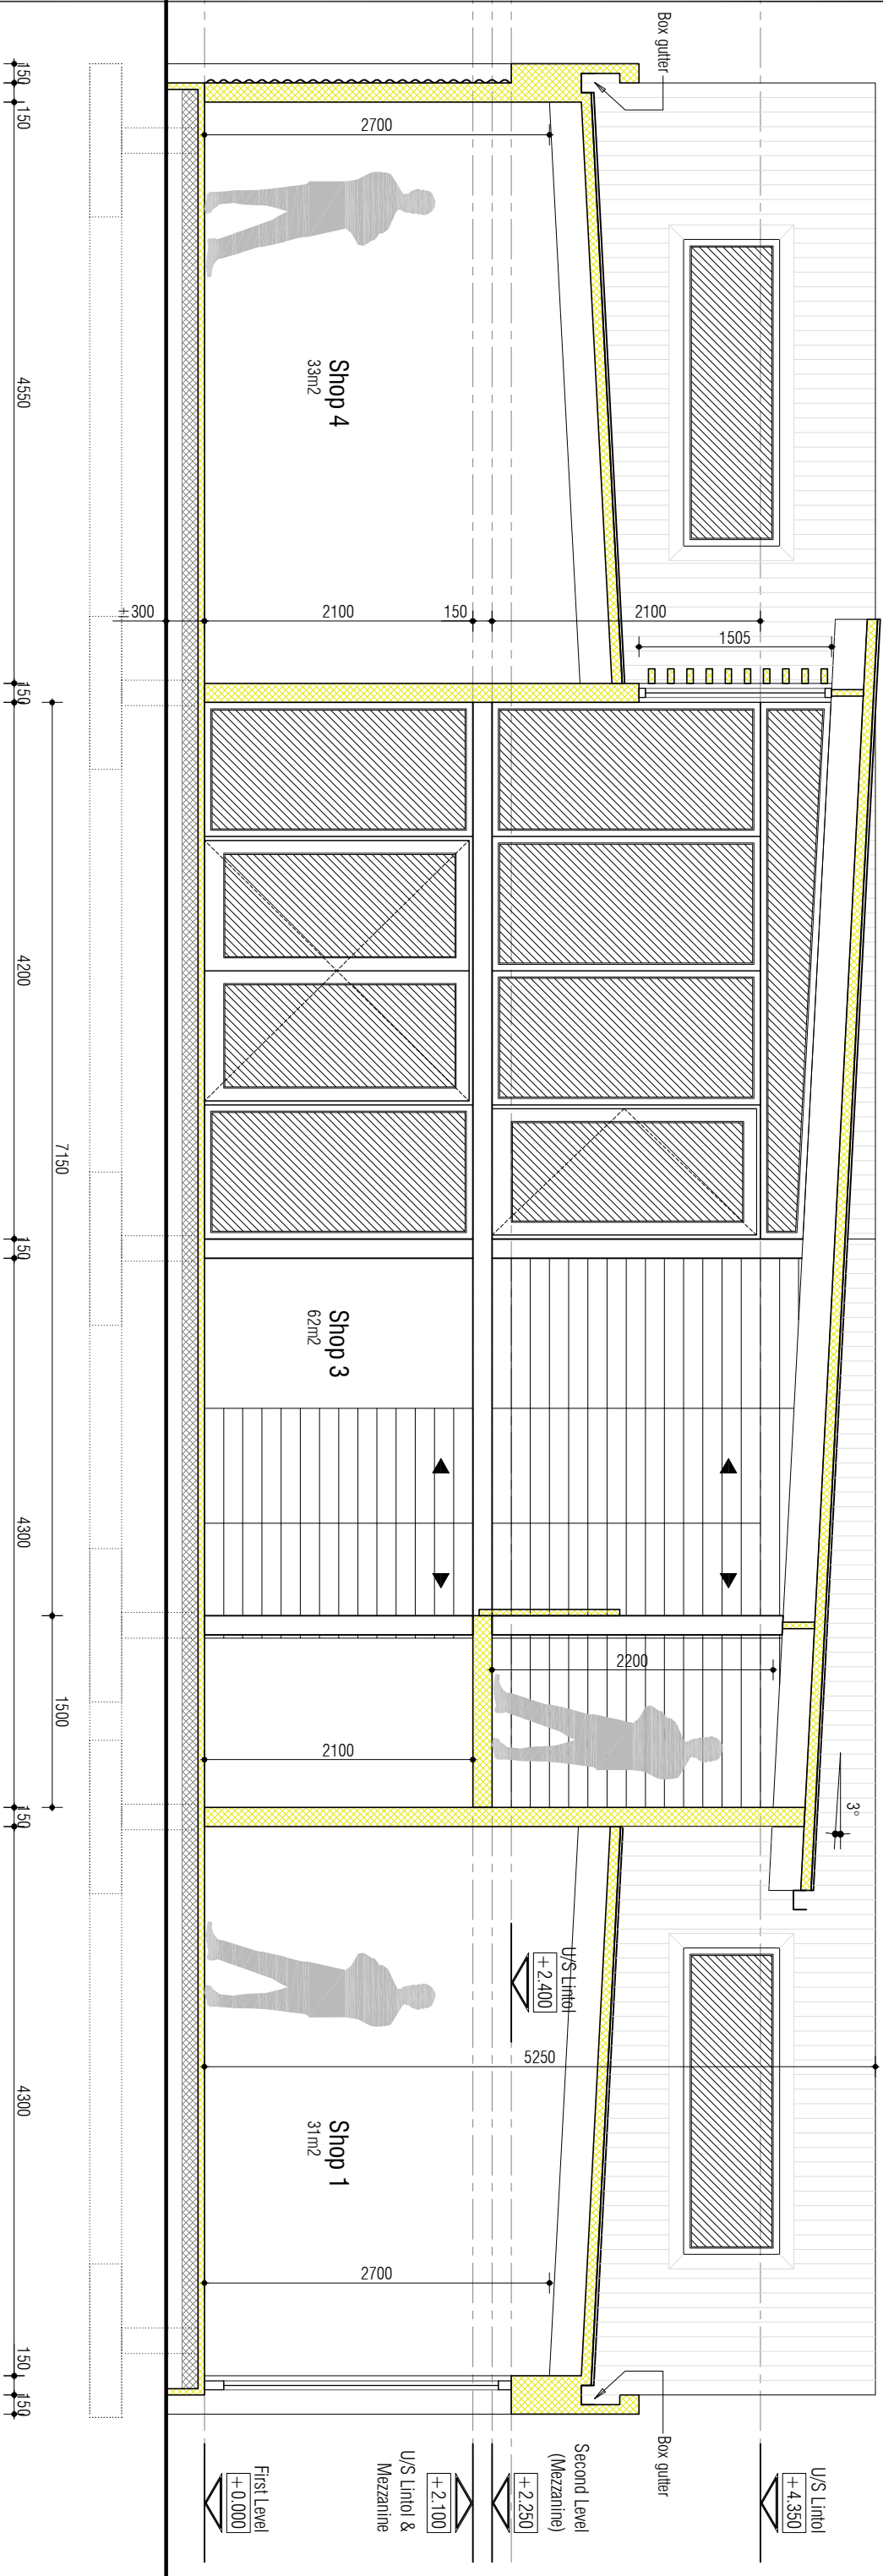 Box gutter
Box gutter
2700
Shop 4
33m2
±300
2100
150
2100
1505
Shop 3
62m2
2200
2100
3°
U/S Lintol
+2.400
5250
Shop 1
31m2
2700
U/S Lintol
+4.350
Second Level
(Mezzanine)
+2.250
+2.100
U/S Lintol &
Mezzanine
First Level
+0.000
7150
1500
150
150
4550
150
4200
150
4300
150
4300
150
150